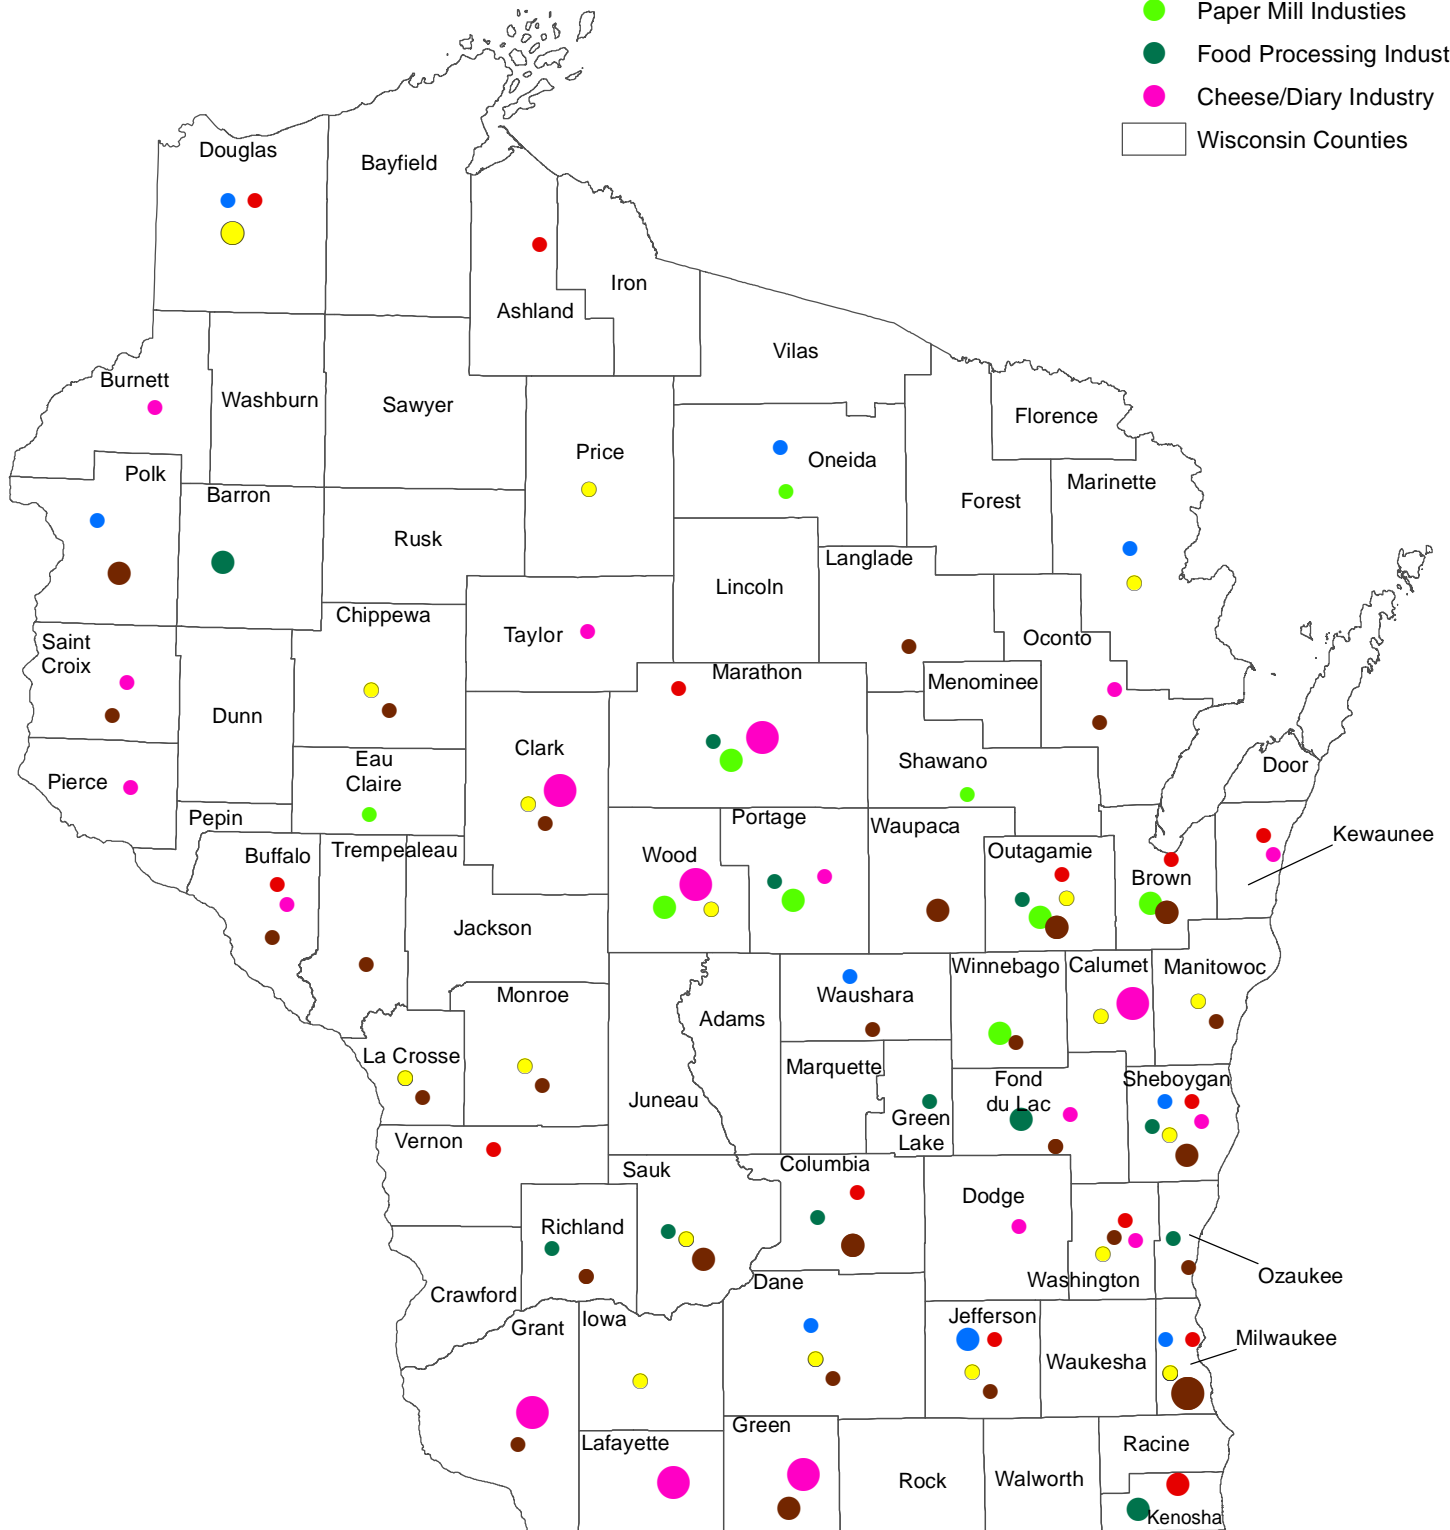 Paper Mill Industies
Food Processing Indust
Cheese/Diary Industry
Wisconsin Counties
Douglas
Bayfield
Iron
Ashland
Vilas
Burnett
Washburn
Sawyer
Florence
Price
Oneida
Polk
Marinette
Barron
Forest
Rusk
Langlade
Lincoln
Chippewa
Taylor
Oconto
Saint
Croix
Marathon
Menominee
Dunn
Clark
Eau
Claire
Shawano
Door
Pierce
Pepin
Portage
Waupaca
Kewaunee
Trempealeau
Buffalo
Wood
Outagamie
Brown
Jackson
Winnebago
Calumet
Manitowoc
Monroe
Waushara
Adams
La Crosse
Marquette
Fond
du Lac
Sheboygan
Juneau
Green
Lake
Vernon
Sauk
Columbia
Dodge
Richland
Ozaukee
Washington
Dane
Crawford
Grant
Iowa
Jefferson
Milwaukee
Waukesha
Green
Lafayette
Racine
Rock
Walworth
Kenosha